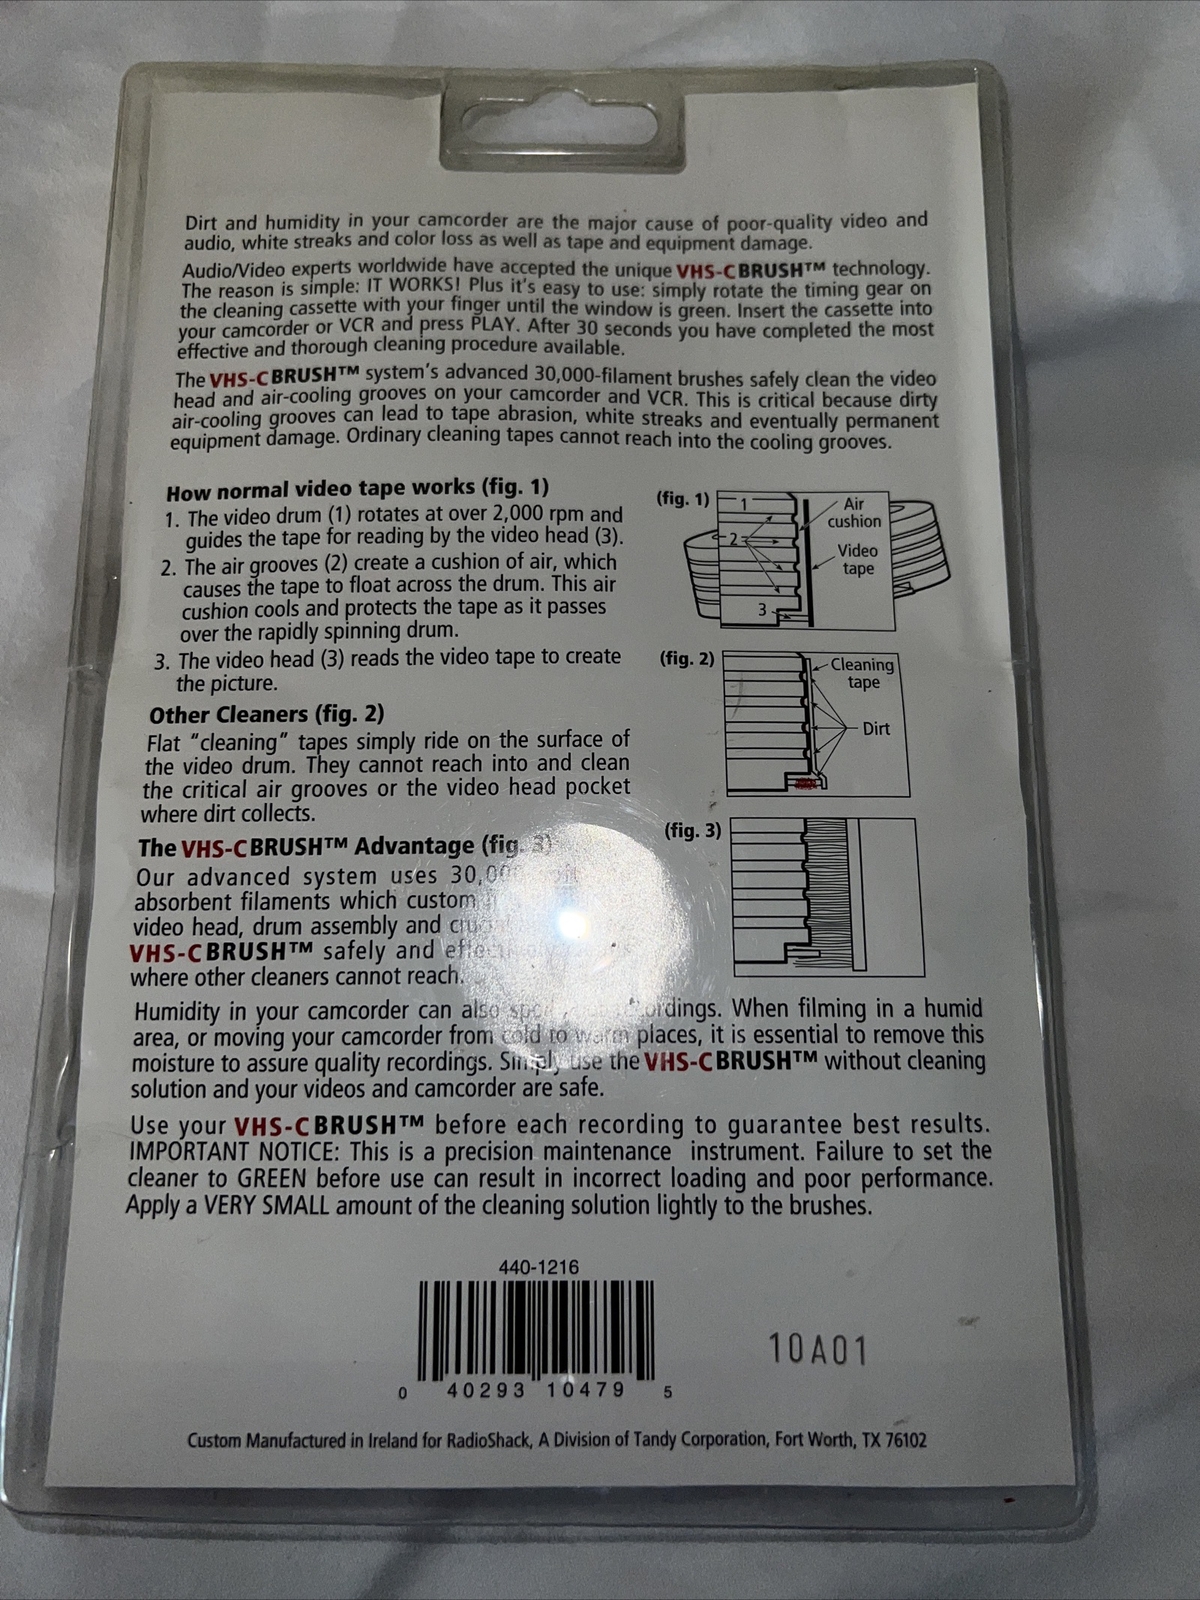 Dirt and humidity in your camcorder are the major cause of poor-quality video and
audio, white streaks and color loss as well as tape and equipment damage.
Audio/Video experts worldwide have accepted the unique VHS-CBRUSH™ technology.
The reason is simple: IT WORKS! Plus it's easy to use: simply rotate the timing gear on
the cleaning cassette with your finger until the window is green. Insert the cassette into
your camcorder or VCR and press PLAY. After 30 seconds you have completed the most
effective and thorough cleaning procedure available.
The VHS-CBRUSH™ system's advanced 30,000-filament brushes safely clean the video
head and air-cooling grooves on your camcorder and VCR. This is critical because dirty
air-cooling grooves can lead to tape abrasion, white streaks and eventually permanent
equipment damage. Ordinary cleaning tapes cannot reach into the cooling grooves.
How normal video tape works (fig. 1)
1. The video drum (1) rotates at over 2,000 rpm and
guides the tape for reading by the video head (3).
2. The air grooves (2) create a cushion of air, which
causes the tape to float across the drum. This air
cushion cools and protects the tape as it passes
over the rapidly spinning drum.
3. The video head (3) reads the video tape to create
the picture.
(fig. 1)
1
2
3
Air
cushion
Video
tape
Other Cleaners (fig. 2)
Flat "cleaning" tapes simply ride on the surface of
the video drum. They cannot reach into and clean
the critical air grooves or the video head pocket
where dirt collects.
(fig. 2)
Cleaning
tape
Dirt
The VHS-CBRUSH™ Advantage (fig. 3)
Our advanced system uses 30,000
absorbent filaments which custom
video head, drum assembly and
VHS-CBRUSH™ safely and effectively
where other cleaners cannot reach.
(fig. 3)
Humidity in your camcorder can also recordings. When filming in a humid
area, or moving your camcorder from cold to warm places, it is essential to remove this
moisture to assure quality recordings. Simply use the VHS-CBRUSH™ without cleaning
solution and your videos and camcorder are safe.
Use your VHS-CBRUSH™ before each recording to guarantee best results.
IMPORTANT NOTICE: This is a precision maintenance instrument. Failure to set the
cleaner to GREEN before use can result in incorrect loading and poor performance.
Apply a VERY SMALL amount of the cleaning solution lightly to the brushes.
440-1216
0 40293 10479 5
10A01
Custom Manufactured in Ireland for RadioShack, A Division of Tandy Corporation, Fort Worth, TX 76102